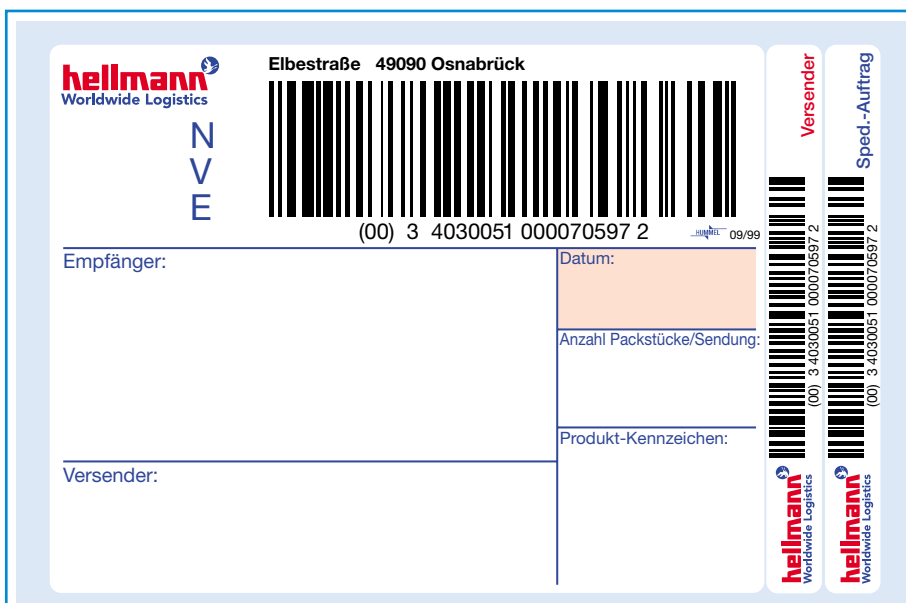 hellmann
Worldwide Logistics
Elbestraße 49090 Osnabrück
N
V
E
(00) 3 4030051 000070597 2
HUMMEL 09/99
Empfänger:
Datum:
Anzahl Packstücke/Sendung:
Produkt-Kennzeichen:
Versender:
Versender
(00) 3 4030051 000070597 2
hellmann
Worldwide Logistics
Sped.-Auftrag
(00) 3 4030051 000070597 2
hellmann
Worldwide Logistics